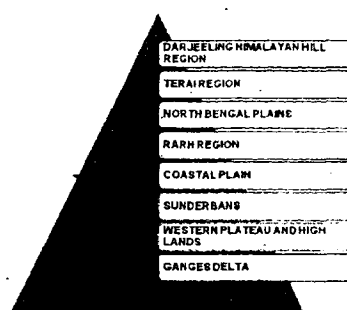 DARJEELING HIMALAYAN HILL
REGION
TERAI REGION
NORTH BENGAL PLAINS
RARH REGION
COASTAL PLAIN
SUNDERBANS
WESTERN PLATEAU AND HIGH
LANDS
GANGES DELTA